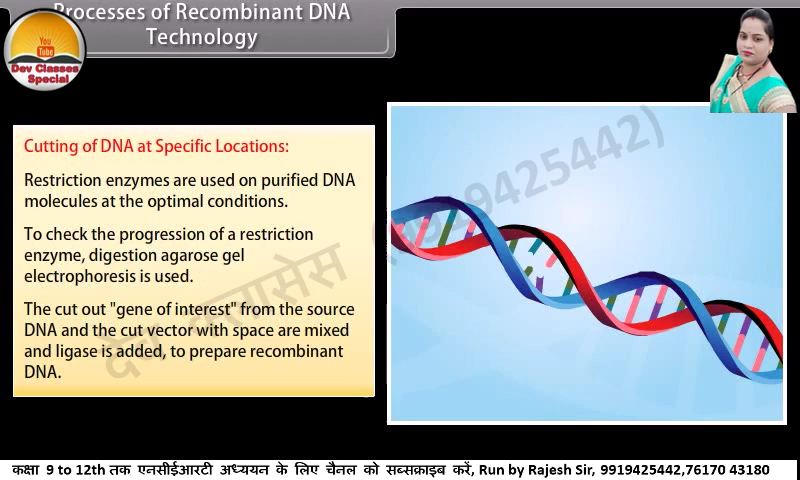 Processes of Recombinant DNA
Technology
You
Tube
Dev Classes
Special
Cutting of DNA at Specific Locations:
Restriction enzymes are used on purified DNA
molecules at the optimal conditions.
To check the progression of a restriction
enzyme, digestion agarose gel
electrophoresis is used.
The cut out "gene of interest" from the source
DNA and the cut vector with space are mixed
and ligase is added, to prepare recombinant
DNA.
देव क्लासेस (9919425442)
कक्षा 9 to 12th तक एनसीईआरटी अध्ययन के लिए चैनल को सब्सक्राइब करें, Run by Rajesh Sir, 9919425442,76170 43180